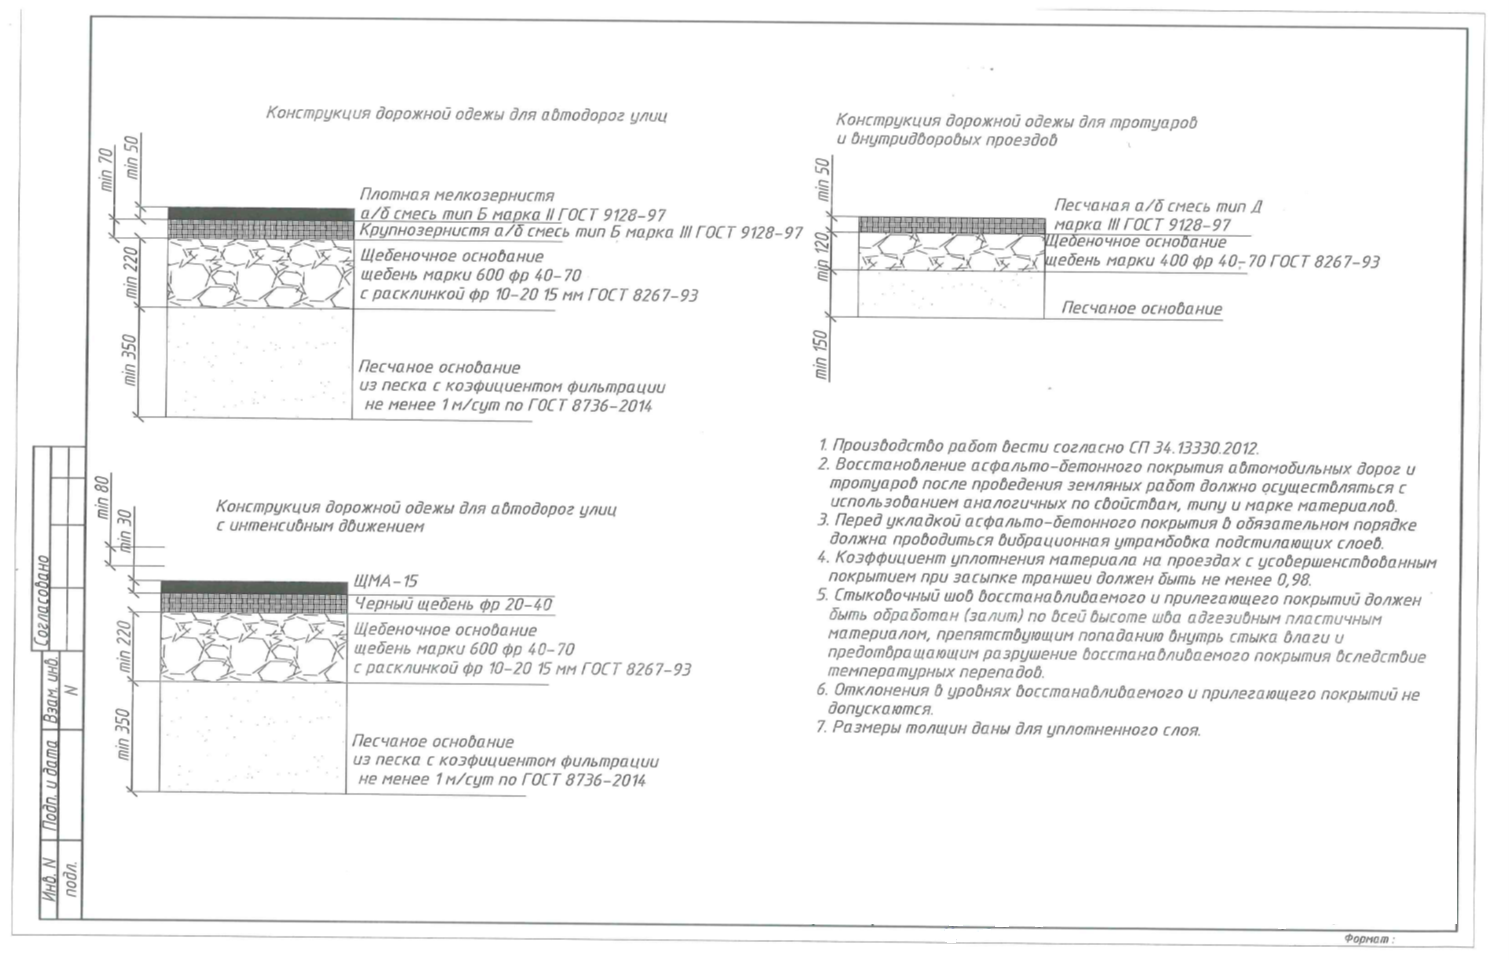 Конструкция дорожной одежы для автодорог улиц
min 70
min 50
min 220
min 350
Плотная мелкозернистя
а/б смесь тип Б марка II ГОСТ 9128-97
Крупнозернистя а/б смесь тип Б марка III ГОСТ 9128-97
Щебеночное основание
щебень марки 600 фр 40-70
с расклинкой фр 10-20 15 мм ГОСТ 8267-93
Песчаное основание
из песка с коэфициентом фильтрации
не менее 1 м/сут по ГОСТ 8736-2014
Конструкция дорожной одежы для тротуаров
и внутридворовых проездов
min 50
min 120
min 150
Песчаная а/б смесь тип Д
марка III ГОСТ 9128-97
Щебеночное основание
щебень марки 400 фр 40-70 ГОСТ 8267-93
Песчаное основание
Конструкция дорожной одежы для автодорог улиц
с интенсивным движением
min 80
min 30
min 220
min 350
ЩМА-15
Черный щебень фр 20-40
Щебеночное основание
щебень марки 600 фр 40-70
с расклинкой фр 10-20 15 мм ГОСТ 8267-93
Песчаное основание
из песка с коэфициентом фильтрации
не менее 1 м/сут по ГОСТ 8736-2014
1. Производство работ вести согласно СП 34.13330.2012.
2. Восстановление асфальто-бетонного покрытия автомобильных дорог и
тротуаров после проведения земляных работ должно осуществляться с
использованием аналогичных по свойствам, типу и марке материалов.
3. Перед укладкой асфальто-бетонного покрытия в обязательном порядке
должна проводиться вибрационная утрамбовка подстилающих слоев.
4. Коэффициент уплотнения материала на проездах с усовершенствованным
покрытием при засыпке траншеи должен быть не менее 0,98.
5. Стыковочный шов восстанавливаемого и прилегающего покрытий должен
быть обработан (залит) по всей высоте шва адгезивным пластичным
материалом, препятствующим попаданию внутрь стыка влаги и
предотвращающим разрушение восстанавливаемого покрытия вследствие
температурных перепадов.
6. Отклонения в уровнях восстанавливаемого и прилегающего покрытий не
допускаются.
7. Размеры толщин даны для уплотненного слоя.
Согласовано
Взам. инв.
N
Подп. и дата
Инв. N
подл.
Формат :